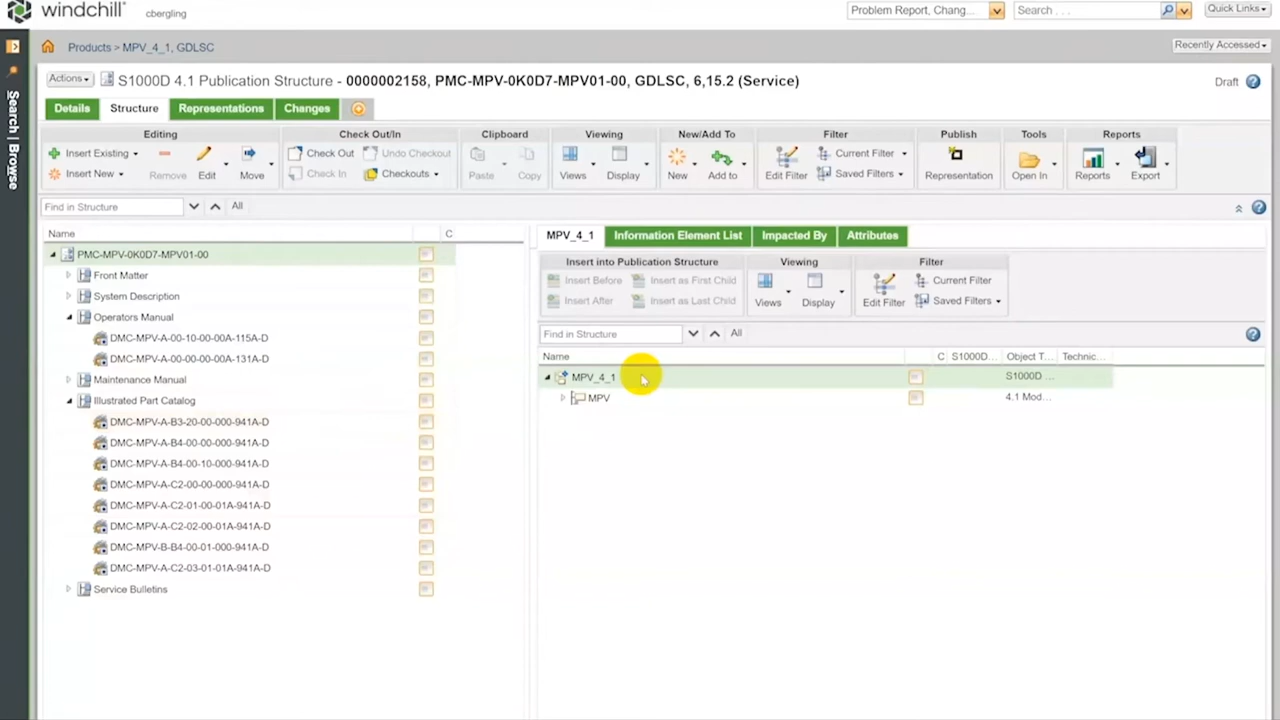 windchill cbergling Problem Report, Chang... Search . . . Quick Links
Products > MPV_4_1, GDLSC Recently Accessed
Actions S1000D 4.1 Publication Structure - 0000002158, PMC-MPV-0K0D7-MPV01-00, GDLSC, 6,15.2 (Service) Draft
Search | Browse
Details Structure Representations Changes
Editing Check Out/In Clipboard Viewing New/Add To Filter Publish Tools Reports
Insert Existing Check Out Undo Checkout Current Filter
Insert New Remove Edit Move Check In Checkouts Paste Copy Views Display New Add to Edit Filter Saved Filters Representation Open In Reports Export
Find in Structure All
Name C
PMC-MPV-0K0D7-MPV01-00
Front Matter
System Description
Operators Manual
DMC-MPV-A-00-10-00-00A-115A-D
DMC-MPV-A-00-00-00-00A-131A-D
Maintenance Manual
Illustrated Part Catalog
DMC-MPV-A-B3-20-00-000-941A-D
DMC-MPV-A-B4-00-00-000-941A-D
DMC-MPV-A-B4-00-10-000-941A-D
DMC-MPV-A-C2-00-00-000-941A-D
DMC-MPV-A-C2-01-00-01A-941A-D
DMC-MPV-A-C2-02-00-01A-941A-D
DMC-MPV-B-B4-00-01-000-941A-D
DMC-MPV-A-C2-03-01-01A-941A-D
Service Bulletins
MPV_4_1 Information Element List Impacted By Attributes
Insert into Publication Structure Viewing Filter
Insert Before Insert as First Child Current Filter
Insert After Insert as Last Child Views Display Edit Filter Saved Filters
Find in Structure All
Name C S1000D... Object T... Technic...
MPV_4_1 S1000D ...
MPV 4.1 Mod...